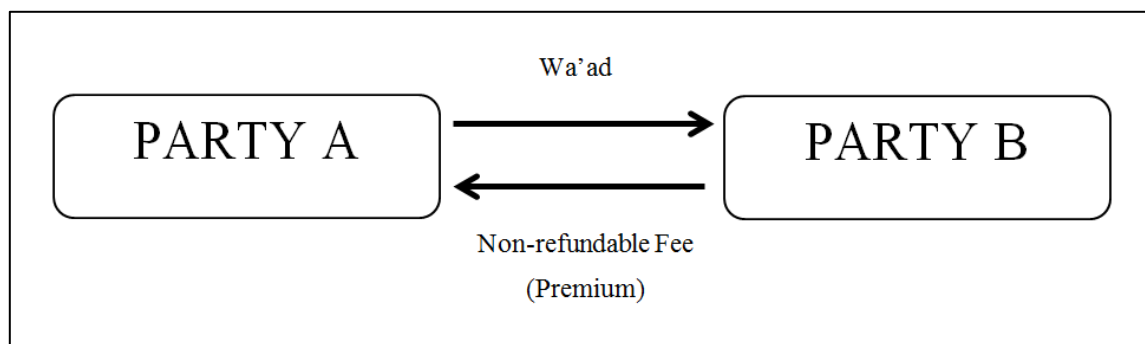 Wa’ad
PARTY A
PARTY B
Non-refundable Fee
(Premium)